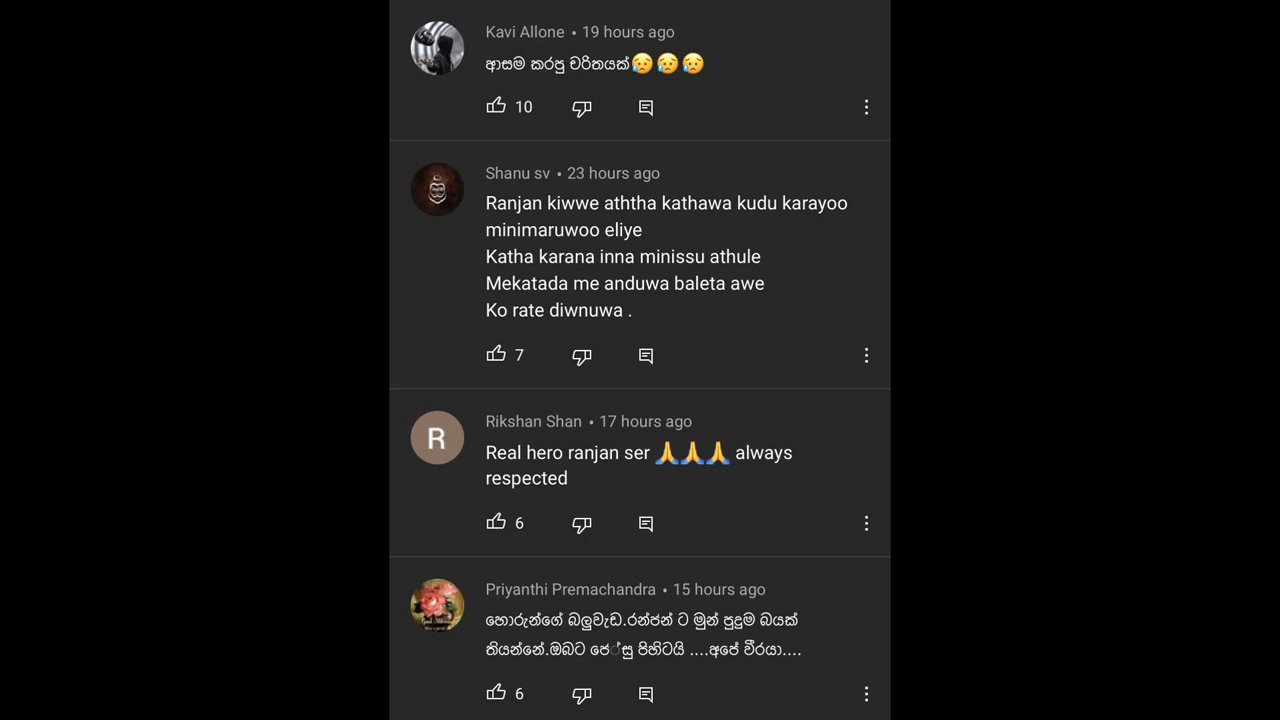 Kavi Allone • 19 hours ago
ආසම කරපු චරිතයක්😥😥😥
10
Shanu sv • 23 hours ago
Ranjan kiwwe aththa kathawa kudu karayoo
minimaruwoo eliye
Katha karana inna minissu athule
Mekatada me anduwa baleta awe
Ko rate diwnuwa .
7
R
Rikshan Shan • 17 hours ago
Real hero ranjan ser 🙏🙏🙏 always
respected
6
Priyanthi Premachandra • 15 hours ago
හොරුන්ගේ බලුවැඩ.රන්ජන් ට මුන් පුදුම බයක්
තියන්නේ.ඔබට ජේසු පිහිටයි ....අපේ වීරයා....
6